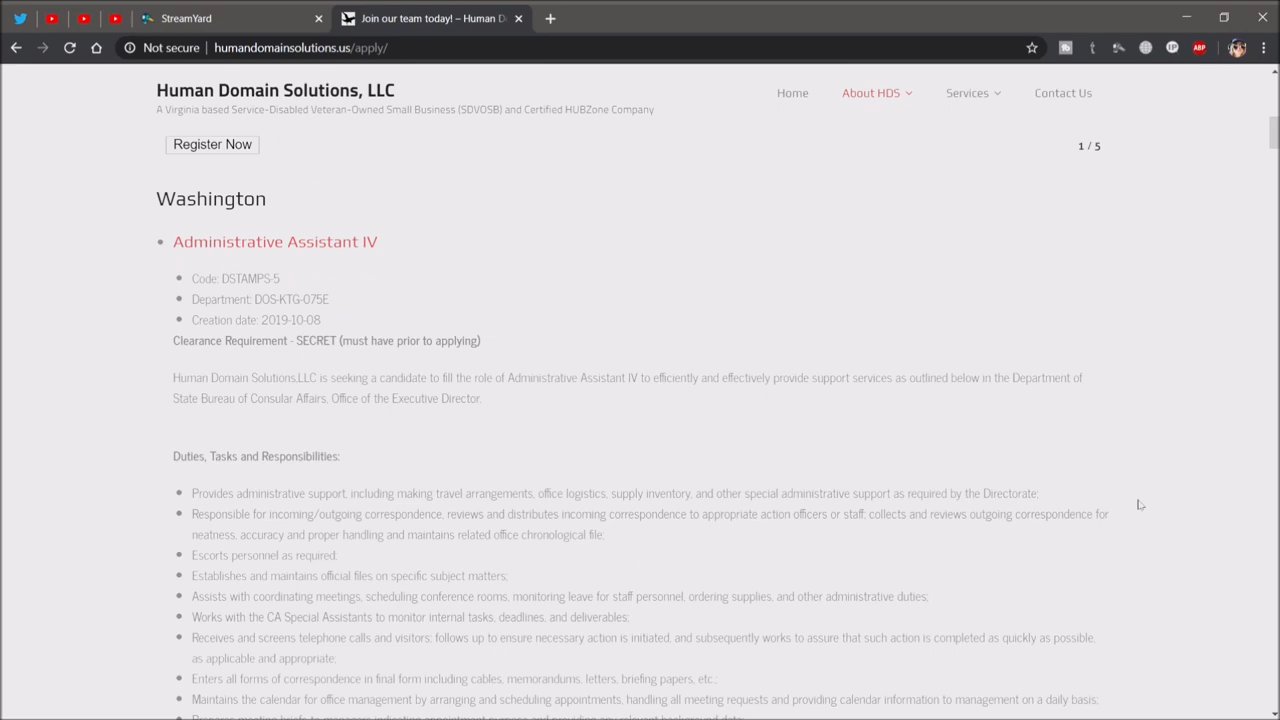 StreamYard
Join our team today! – Human D
Not secure
humandomainsolutions.us/apply/
Human Domain Solutions, LLC
A Virginia based Service-Disabled Veteran-Owned Small Business (SDVOSB) and Certified HUBZone Company
Home
About HDS
Services
Contact Us
Register Now
1 / 5
Washington
Administrative Assistant IV
Code: DSTAMPS-5
Department: DOS-KTG-075E
Creation date: 2019-10-08
Clearance Requirement - SECRET (must have prior to applying)
Human Domain Solutions,LLC is seeking a candidate to fill the role of Administrative Assistant IV to efficiently and effectively provide support services as outlined below in the Department of
State Bureau of Consular Affairs, Office of the Executive Director.
Duties, Tasks and Responsibilities:
Provides administrative support, including making travel arrangements, office logistics, supply inventory, and other special administrative support as required by the Directorate;
Responsible for incoming/outgoing correspondence, reviews and distributes incoming correspondence to appropriate action officers or staff; collects and reviews outgoing correspondence for
neatness, accuracy and proper handling and maintains related office chronological file;
Escorts personnel as required;
Establishes and maintains official files on specific subject matters;
Assists with coordinating meetings, scheduling conference rooms, monitoring leave for staff personnel, ordering supplies, and other administrative duties;
Works with the CA Special Assistants to monitor internal tasks, deadlines, and deliverables;
Receives and screens telephone calls and visitors; follows up to ensure necessary action is initiated, and subsequently works to assure that such action is completed as quickly as possible,
as applicable and appropriate;
Enters all forms of correspondence in final form including cables, memorandums, letters, briefing papers, etc.;
Maintains the calendar for office management by arranging and scheduling appointments, handling all meeting requests and providing calendar information to management on a daily basis;